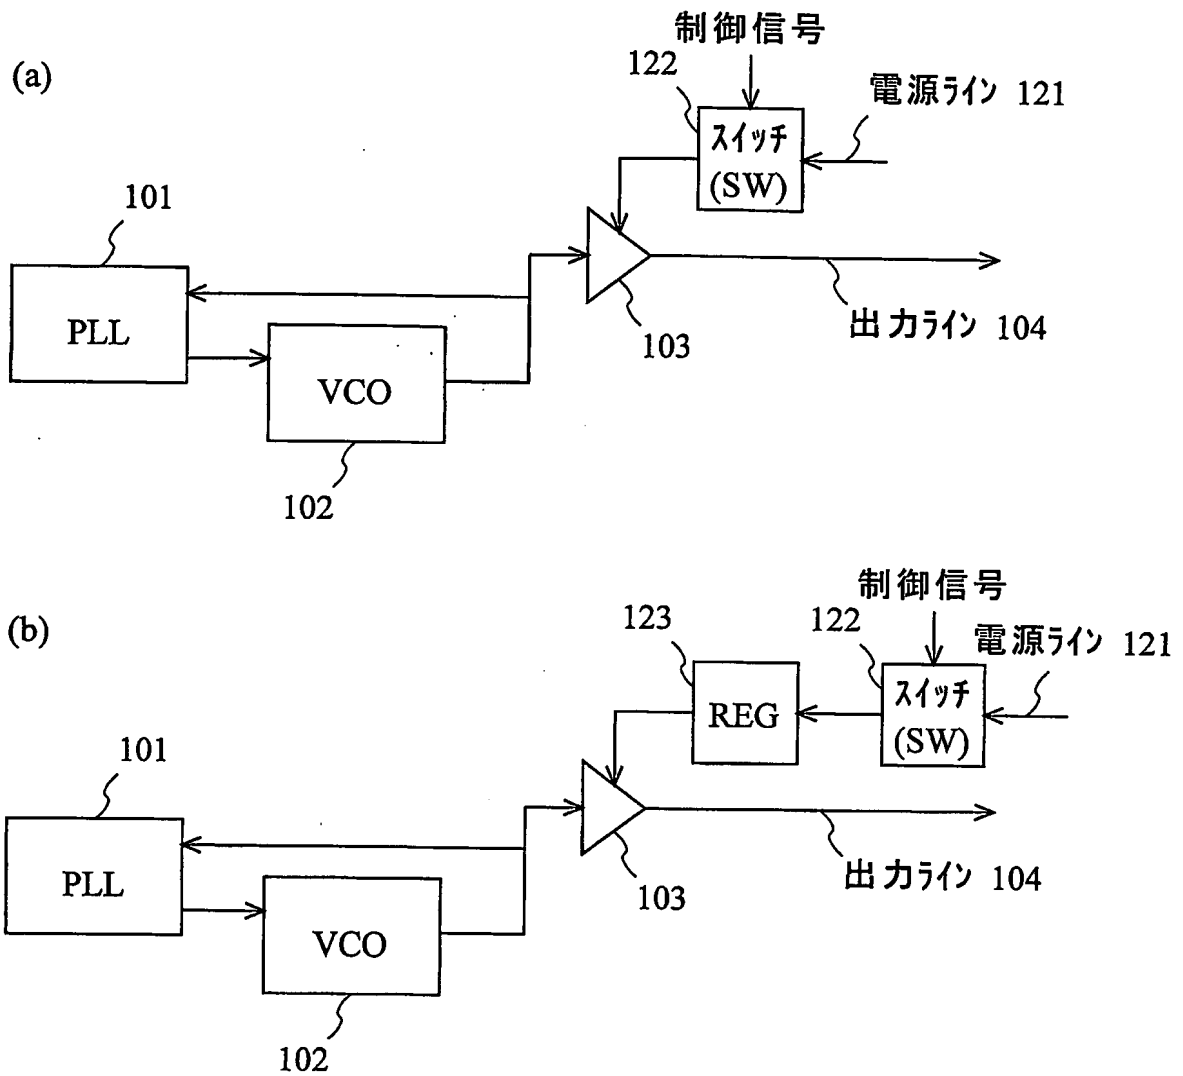 (a)
制御信号
122
電源ライン 121
スイッチ
(SW)
101
PLL
VCO
103
出力ライン 104
102
(b)
制御信号
123
122
電源ライン 121
REG
スイッチ
(SW)
101
PLL
VCO
103
出力ライン 104
102